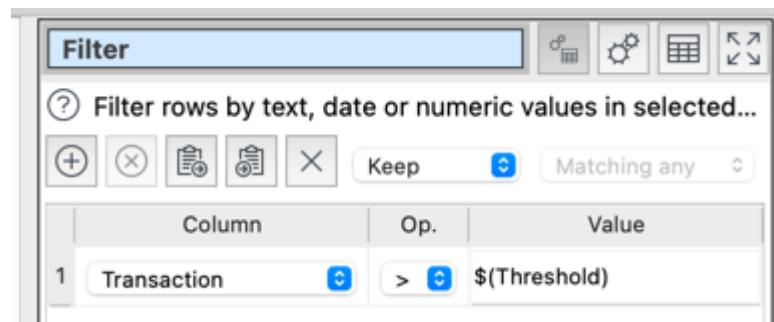 Filter
Filter rows by text, date or numeric values in selected...
Keep Matching any
Column Op. Value
1 Transaction > $(Threshold)